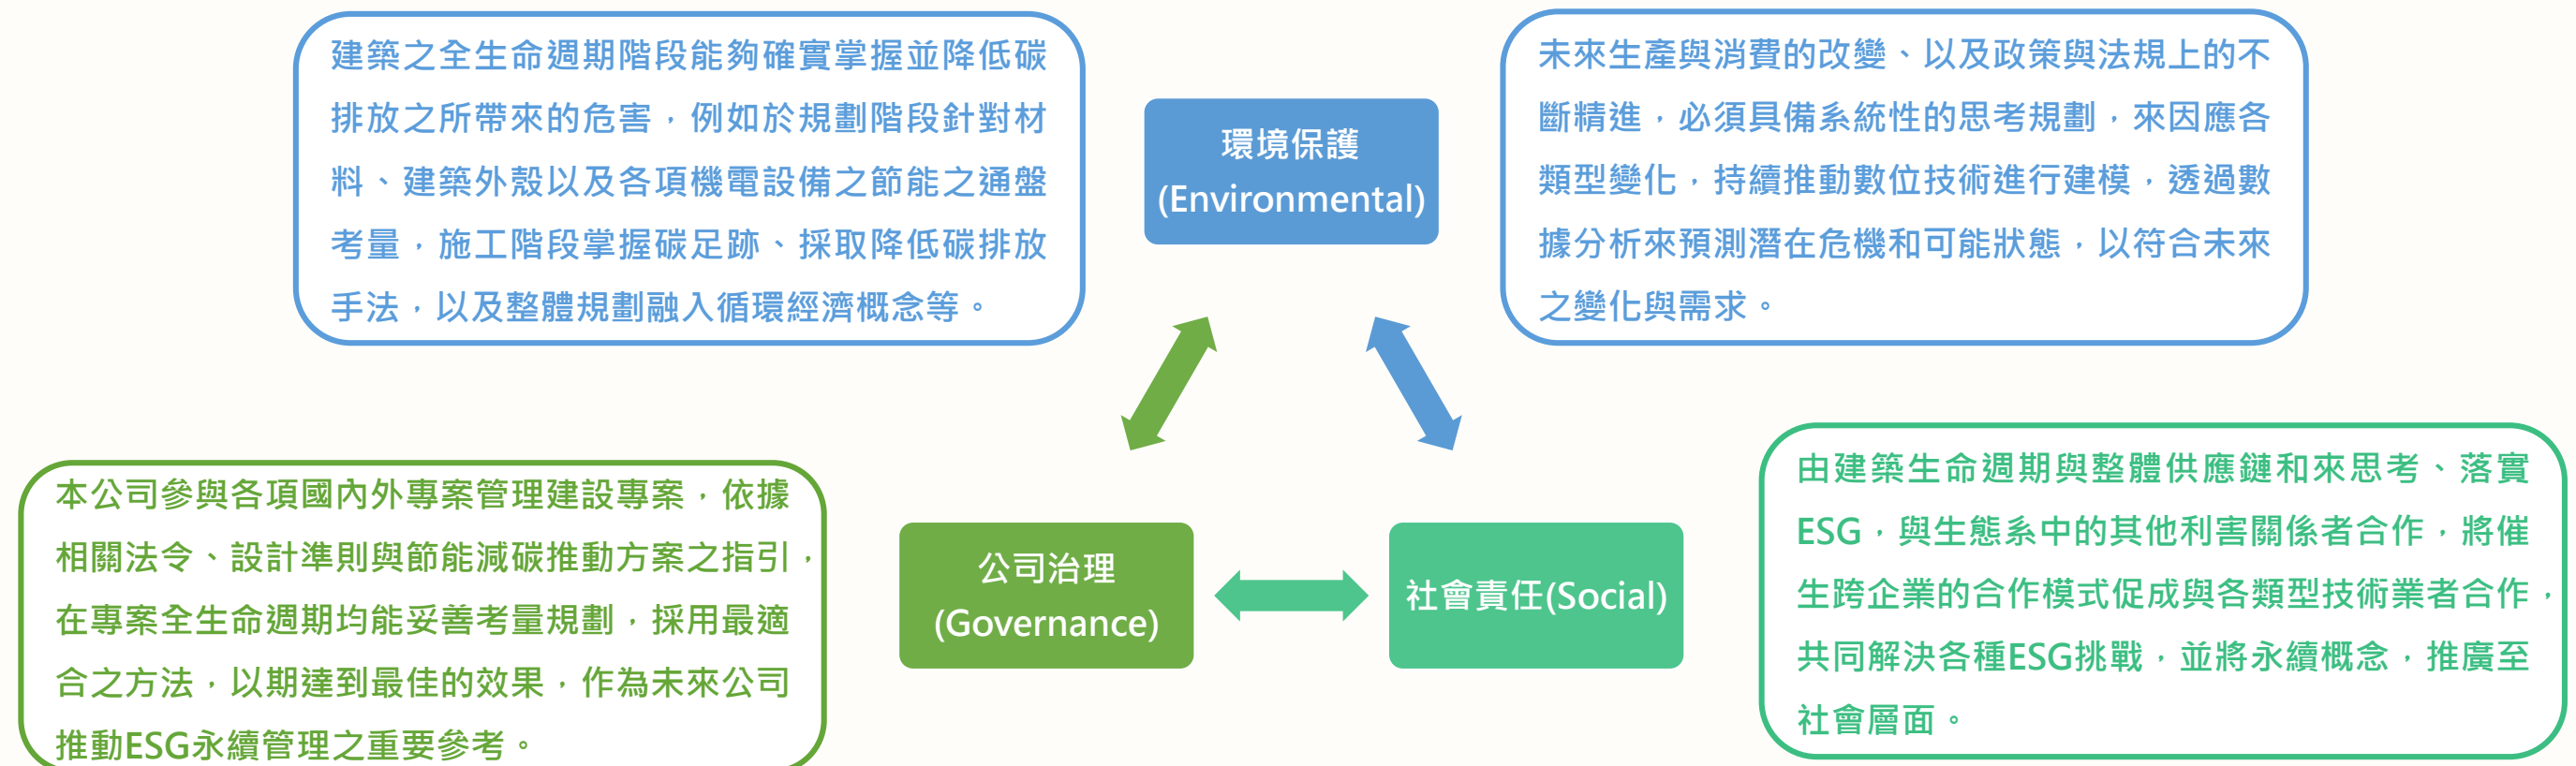 建築之全生命週期階段能夠確實掌握並降低碳
排放之所帶來的危害，例如於規劃階段針對材
料、建築外殼以及各項機電設備之節能之通盤
考量，施工階段掌握碳足跡、採取降低碳排放
手法，以及整體規劃融入循環經濟概念等。
環境保護
(Environmental)
未來生產與消費的改變、以及政策與法規上的不
斷精進，必須具備系統性的思考規劃，來因應各
類型變化，持續推動數位技術進行建模，透過數
據分析來預測潛在危機和可能狀態，以符合未來
之變化與需求。
本公司參與各項國內外專案管理建設專案，依據
相關法令、設計準則與節能減碳推動方案之指引，
在專案全生命週期均能妥善考量規劃，採用最適
合之方法，以期達到最佳的效果，作為未來公司
推動ESG永續管理之重要參考。
公司治理
(Governance)
社會責任(Social)
由建築生命週期與整體供應鏈和來思考、落實
ESG，與生態系中的其他利害關係者合作，將催
生跨企業的合作模式促成與各類型技術業者合作，
共同解決各種ESG挑戰，並將永續概念，推廣至
社會層面。